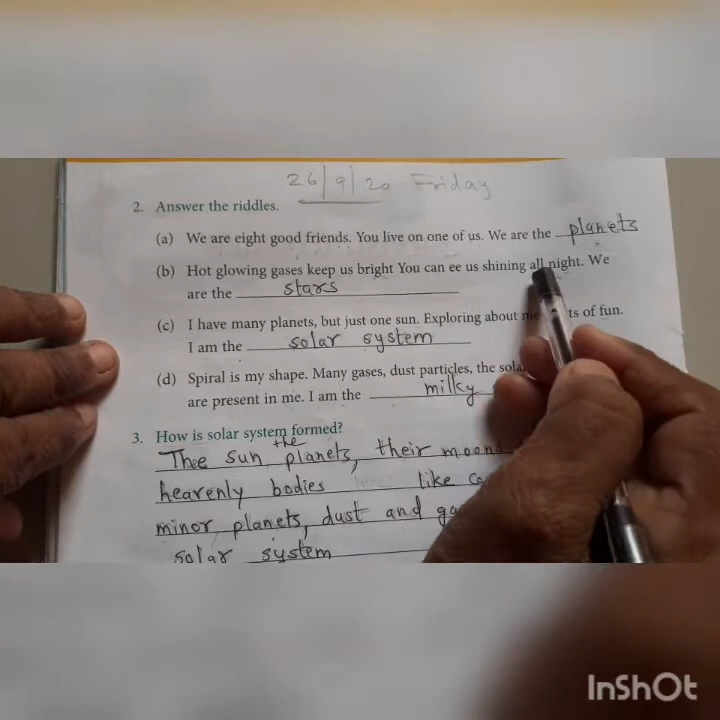 26/9/20 Friday
2. Answer the riddles.
(a) We are eight good friends. You live on one of us. We are the planets
(b) Hot glowing gases keep us bright You can ee us shining all night. We
are the stars
(c) I have many planets, but just one sun. Exploring about ts of fun.
I am the solar system
(d) Spiral is my shape. Many gases, dust particles, the
are present in me. I am the milky
3. How is solar system formed?
the
The sun, planets, their moons
heavenly bodies like
minor planets, dust and
solar system
InShOt